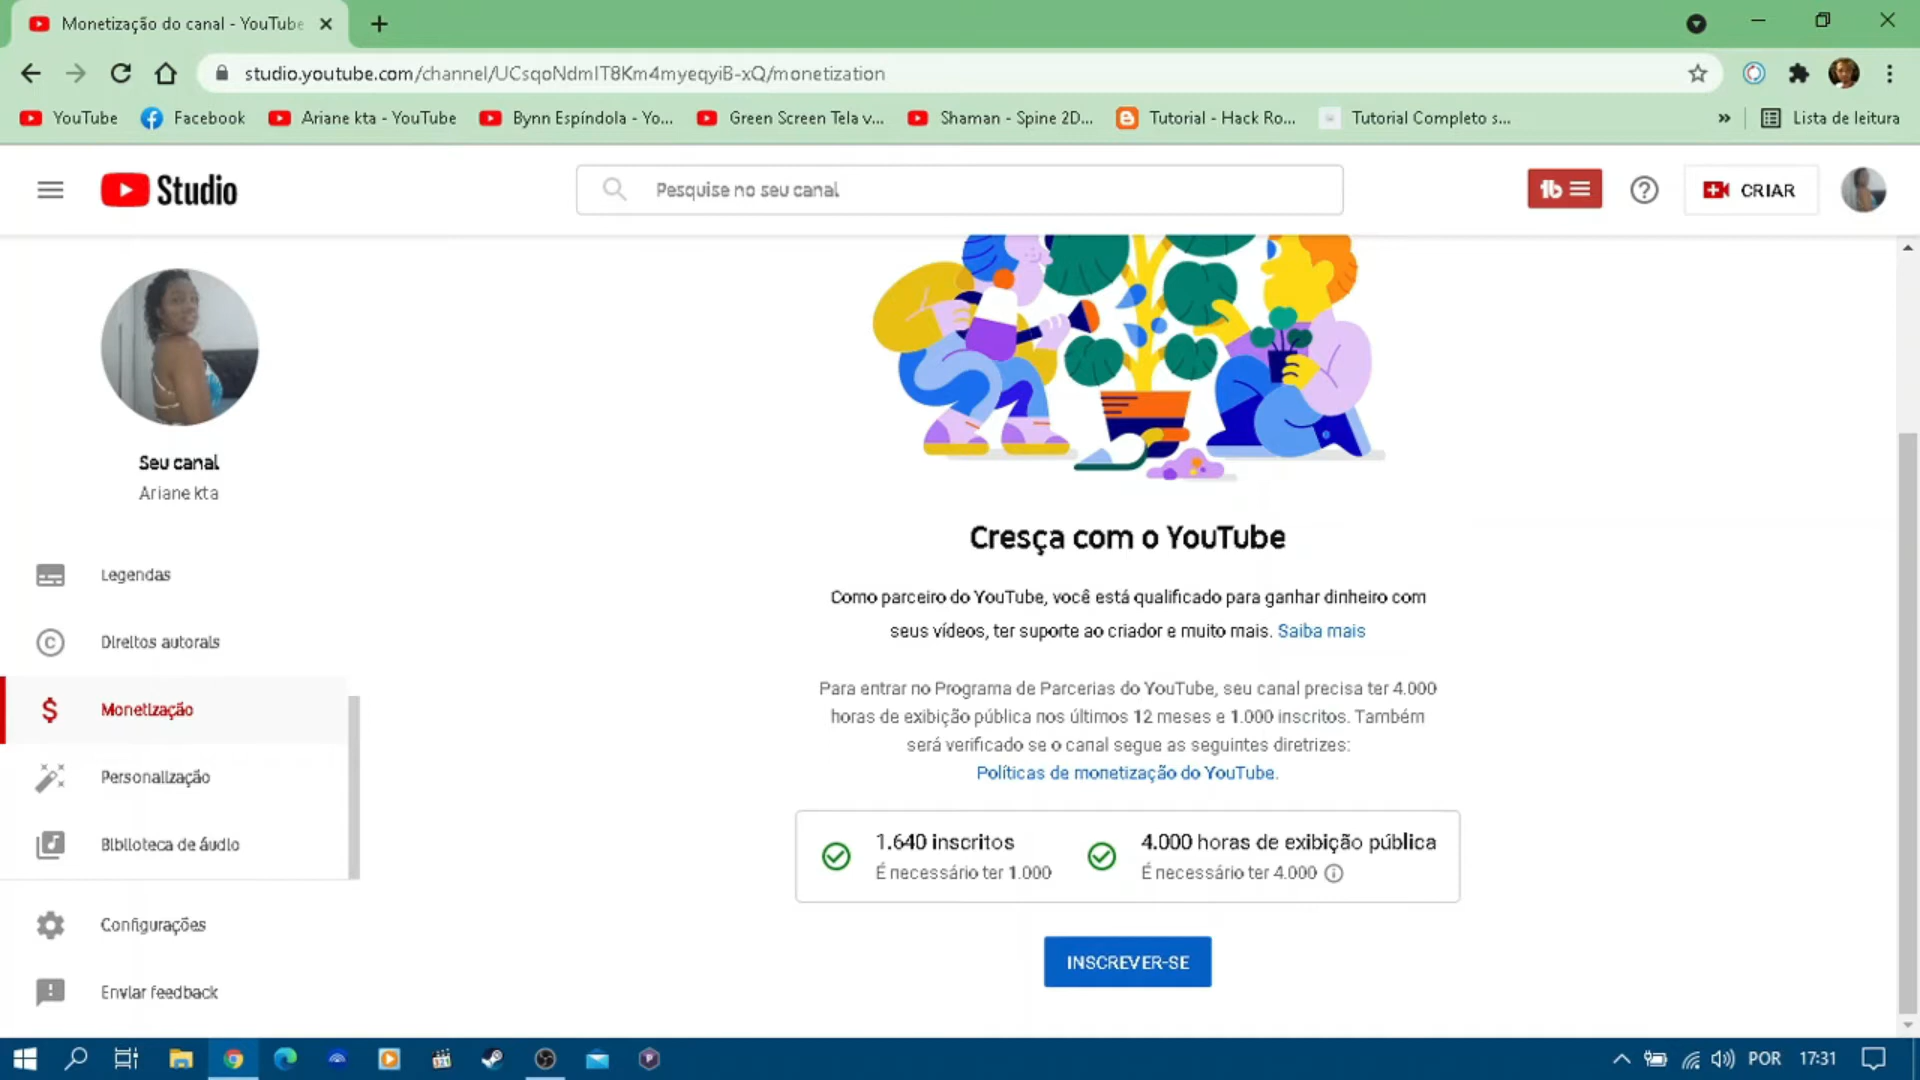 Monetização do canal - YouTube
studio.youtube.com/channel/UCsqoNdmIT8Km4myeqyiB-xQ/monetization
YouTube
Facebook
Ariane kta - YouTube
Bynn Espíndola - Yo...
Green Screen Tela v...
Shaman - Spine 2D...
Tutorial - Hack Ro...
Tutorial Completo s...
»
Lista de leitura
Studio
Pesquise no seu canal
CRIAR
Seu canal
Ariane kta
Legendas
Direitos autorais
Monetização
Personalização
Biblioteca de áudio
Configurações
Enviar feedback
Cresça com o YouTube
Como parceiro do YouTube, você está qualificado para ganhar dinheiro com
seus vídeos, ter suporte ao criador e muito mais. Saiba mais
Para entrar no Programa de Parcerias do YouTube, seu canal precisa ter 4.000
horas de exibição pública nos últimos 12 meses e 1.000 inscritos. Também
será verificado se o canal segue as seguintes diretrizes:
Políticas de monetização do YouTube.
1.640 inscritos
É necessário ter 1.000
4.000 horas de exibição pública
É necessário ter 4.000
INSCREVER-SE
POR
17:31